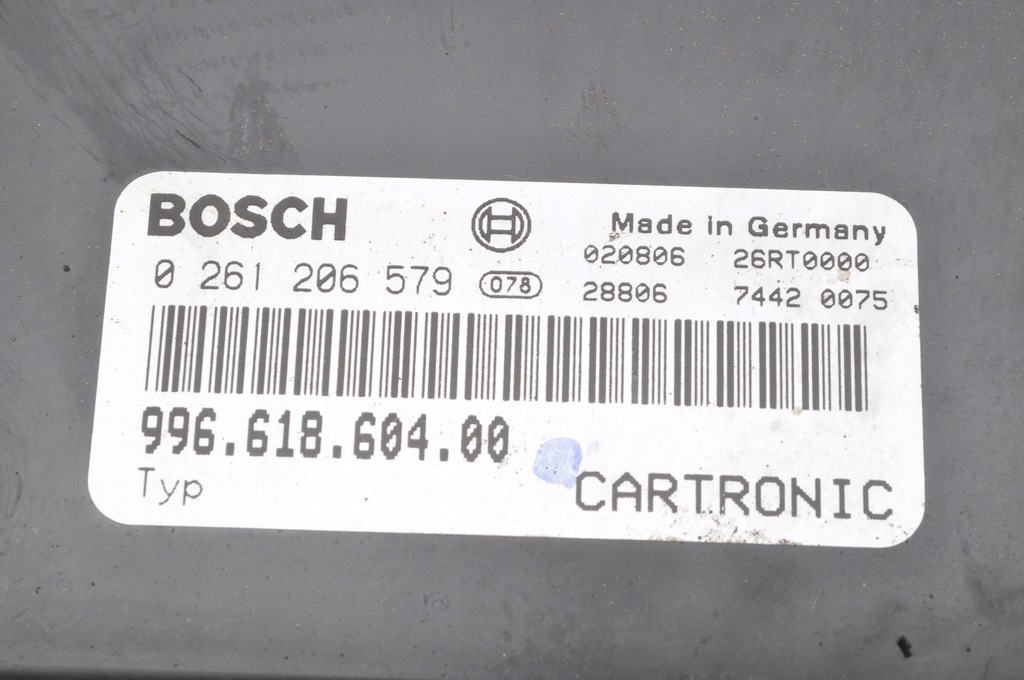 BOSCH
Made in Germany
020806 26RT0000
0 261 206 579 078
28806 7442 0075
996.618.604.00
Typ
CARTRONIC